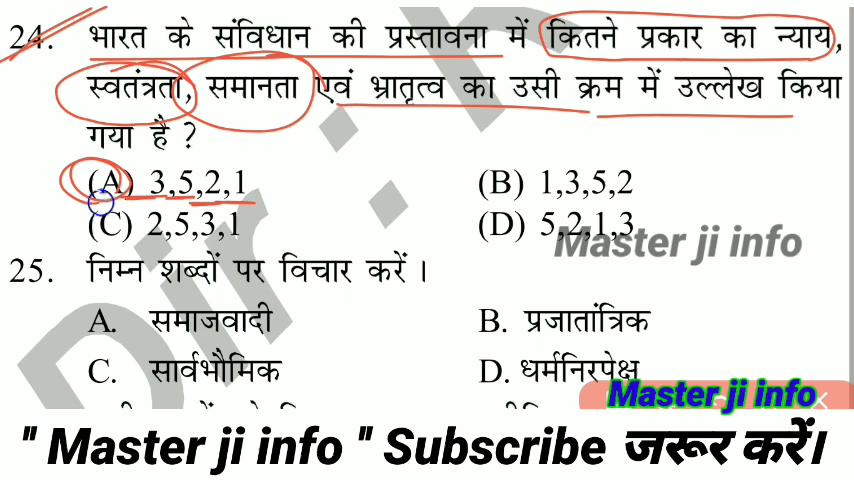 24. भारत के संविधान की प्रस्तावना में कितने प्रकार का न्याय,
स्वतंत्रता, समानता एवं भ्रातृत्व का उसी क्रम में उल्लेख किया
गया है ?
(A) 3,5,2,1 (B) 1,3,5,2
(C) 2,5,3,1 (D) 5,2,1,3
Master ji info
25. निम्न शब्दों पर विचार करें ।
A. समाजवादी B. प्रजातांत्रिक
C. सार्वभौमिक D. धर्मनिरपेक्ष
Master ji info
" Master ji info " Subscribe जरूर करें।
Dir :